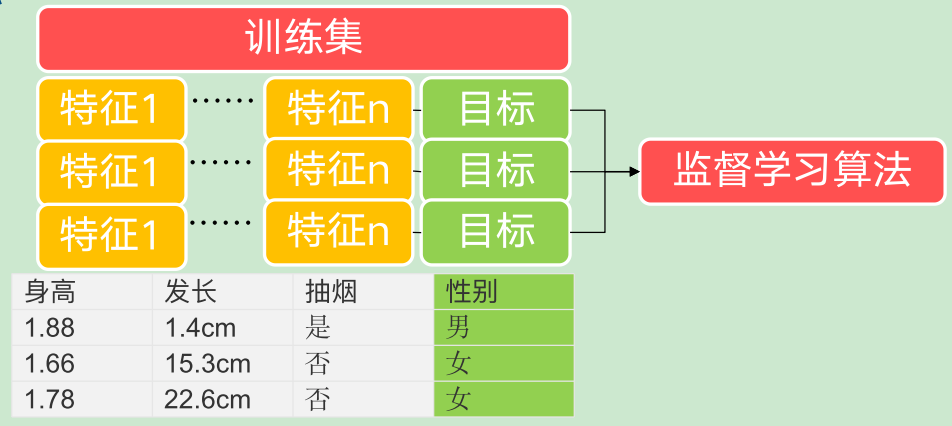 训练集
特征1 …… 特征n 目标
特征1 …… 特征n 目标
监督学习算法
特征1 …… 特征n 目标
身高 发长 抽烟 性别
1.88 1.4cm 是 男
1.66 15.3cm 否 女
1.78 22.6cm 否 女